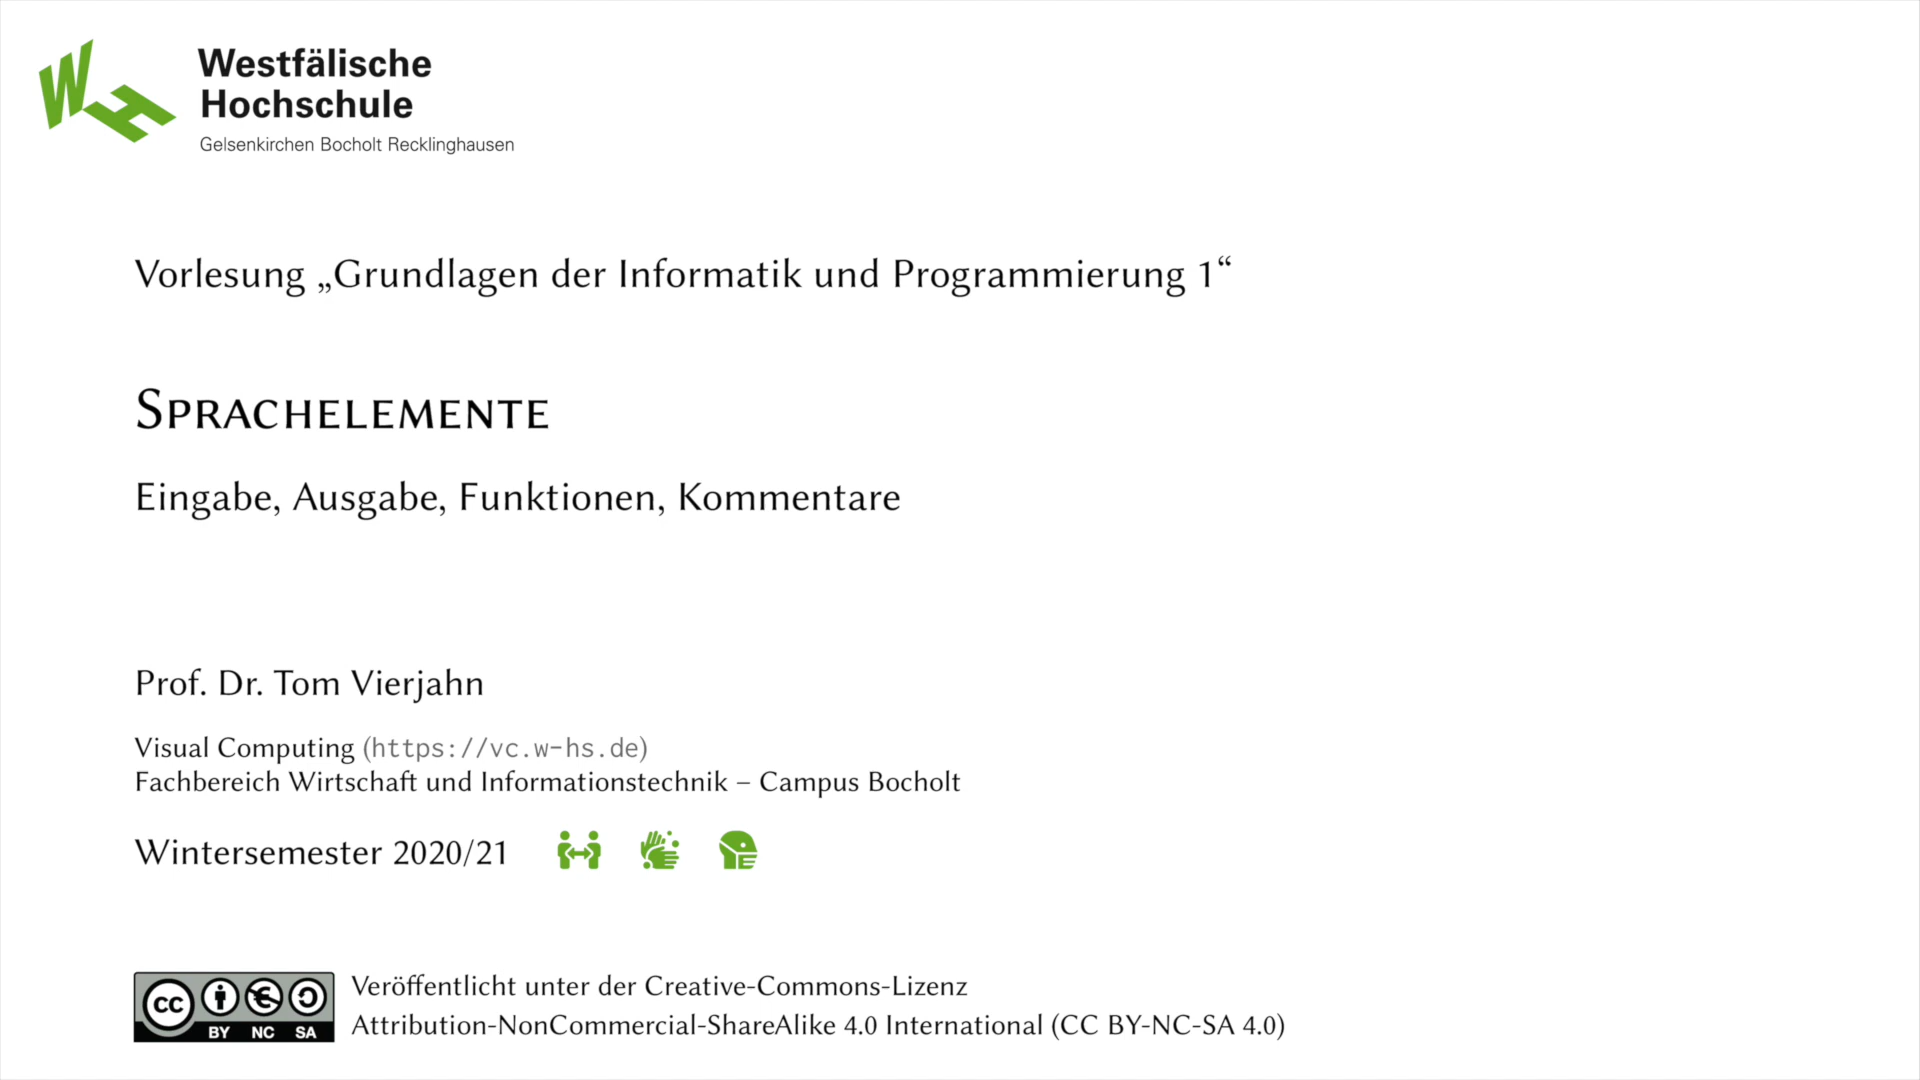 WH
Westfälische
Hochschule
Gelsenkirchen Bocholt Recklinghausen
Vorlesung „Grundlagen der Informatik und Programmierung 1“
SPRACHELEMENTE
Eingabe, Ausgabe, Funktionen, Kommentare
Prof. Dr. Tom Vierjahn
Visual Computing (https://vc.w-hs.de)
Fachbereich Wirtschaft und Informationstechnik – Campus Bocholt
Wintersemester 2020/21
cc BY NC SA
Veröffentlicht unter der Creative-Commons-Lizenz
Attribution-NonCommercial-ShareAlike 4.0 International (CC BY-NC-SA 4.0)